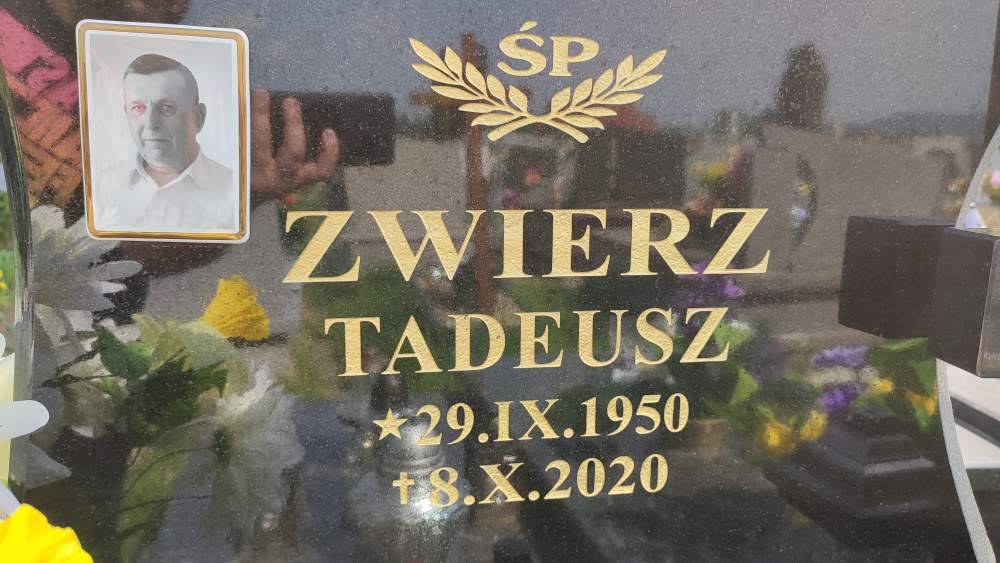 ŚP
ZWIERZ
TADEUSZ
★29.IX.1950
✝8.X.2020